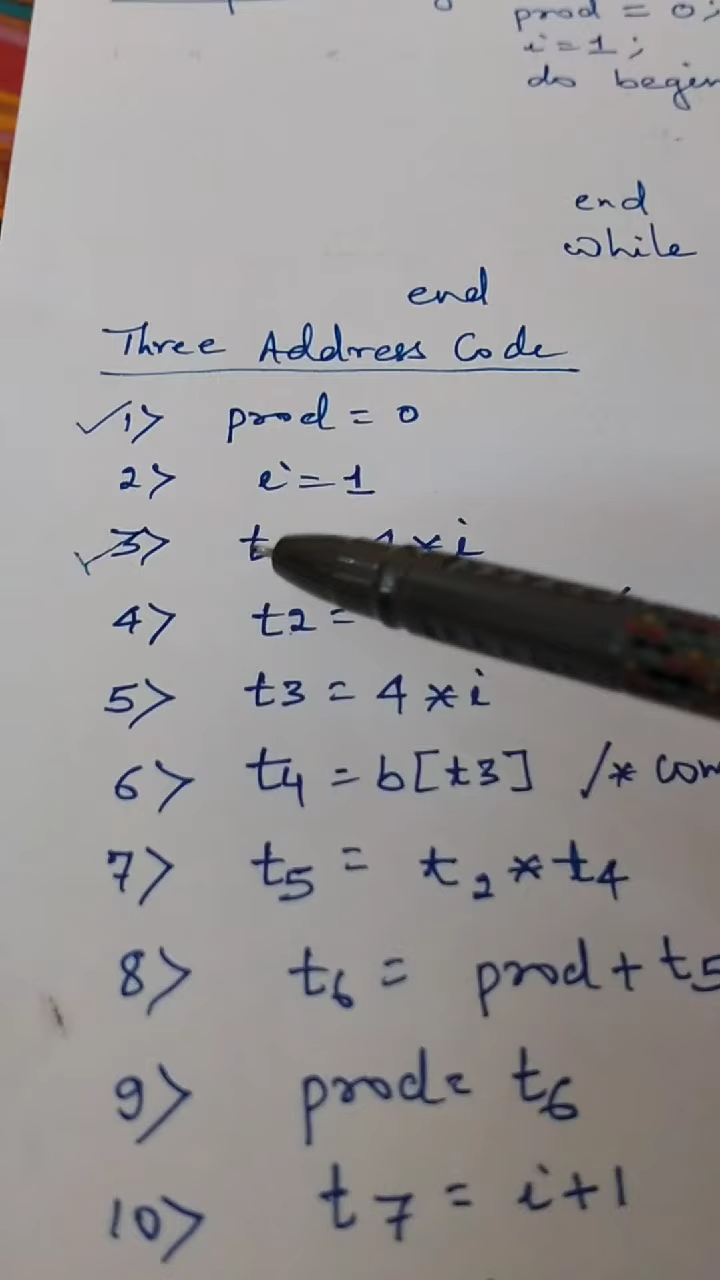 prod = 0;
i = 1;
do begin
end
while
end
Three Address Code
✓1> prod = 0
2> i = 1
✓3> t 4 * i
4> t2 =
5> t3 = 4 * i
6> t4 = b[t3] /* com
7> t5 = t2 * t4
8> t6 = prod + t5
9> prod = t6
10> t7 = i+1